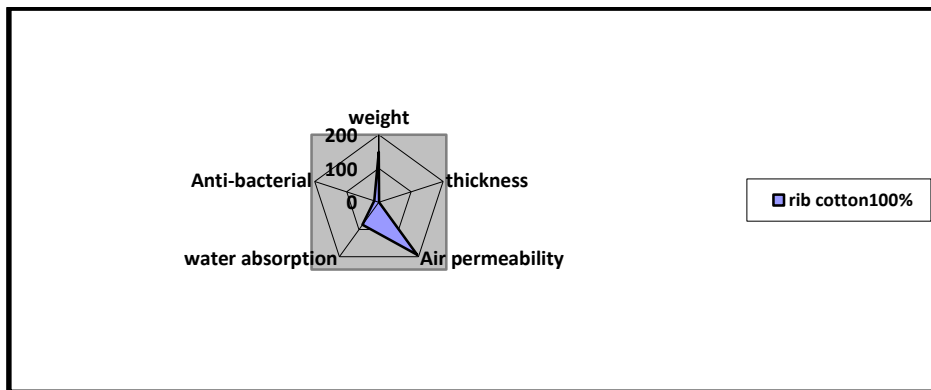 weight
200
Anti-bacterial
100
thickness
0
water absorption
Air permeability
rib cotton100%